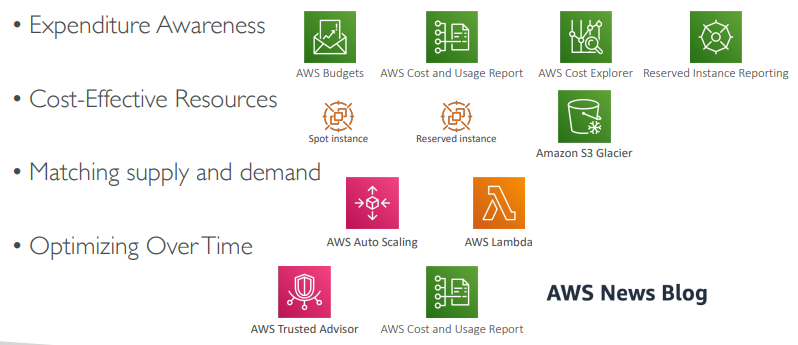 • Expenditure Awareness
AWS Budgets
AWS Cost and Usage Report
AWS Cost Explorer
Reserved Instance Reporting
• Cost-Effective Resources
Spot instance
Reserved instance
Amazon S3 Glacier
• Matching supply and demand
AWS Auto Scaling
AWS Lambda
• Optimizing Over Time
AWS Trusted Advisor
AWS Cost and Usage Report
AWS News Blog